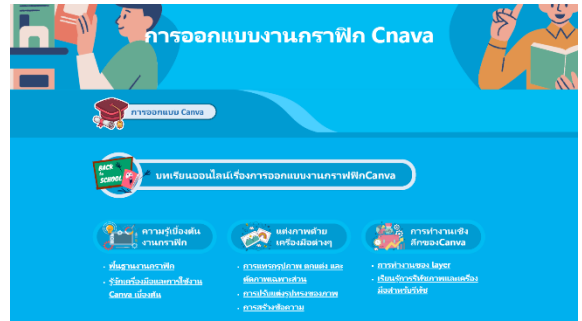 การออกแบบงานกราฟิก Cnava
การออกแบบ Canva
BACK
to
SCHOOL
บทเรียนออนไลน์เรื่องการออกแบบงานกราฟฟิกCanva
ความรู้เบื่องต้น
งานกราฟิก
แต่งภาพด้วย
เครื่องมือต่างๆ
การทำงานเชิง
ลึกของCanva
- พื้นฐานงานกราฟิก
- รู้จักเครื่องมือและการใช้งาน
Canva เบื้องต้น
- การแทรกรูปภาพ ตกแต่ง และ
ตัดภาพเฉพาะส่วน
- การปรับแต่งรูปทรงของภาพ
- การสร้างข้อความ
- การทำงานของ layer
- เรียนรู้การรีทัชภาพและเครื่อง
มือสำหรับรีทัช